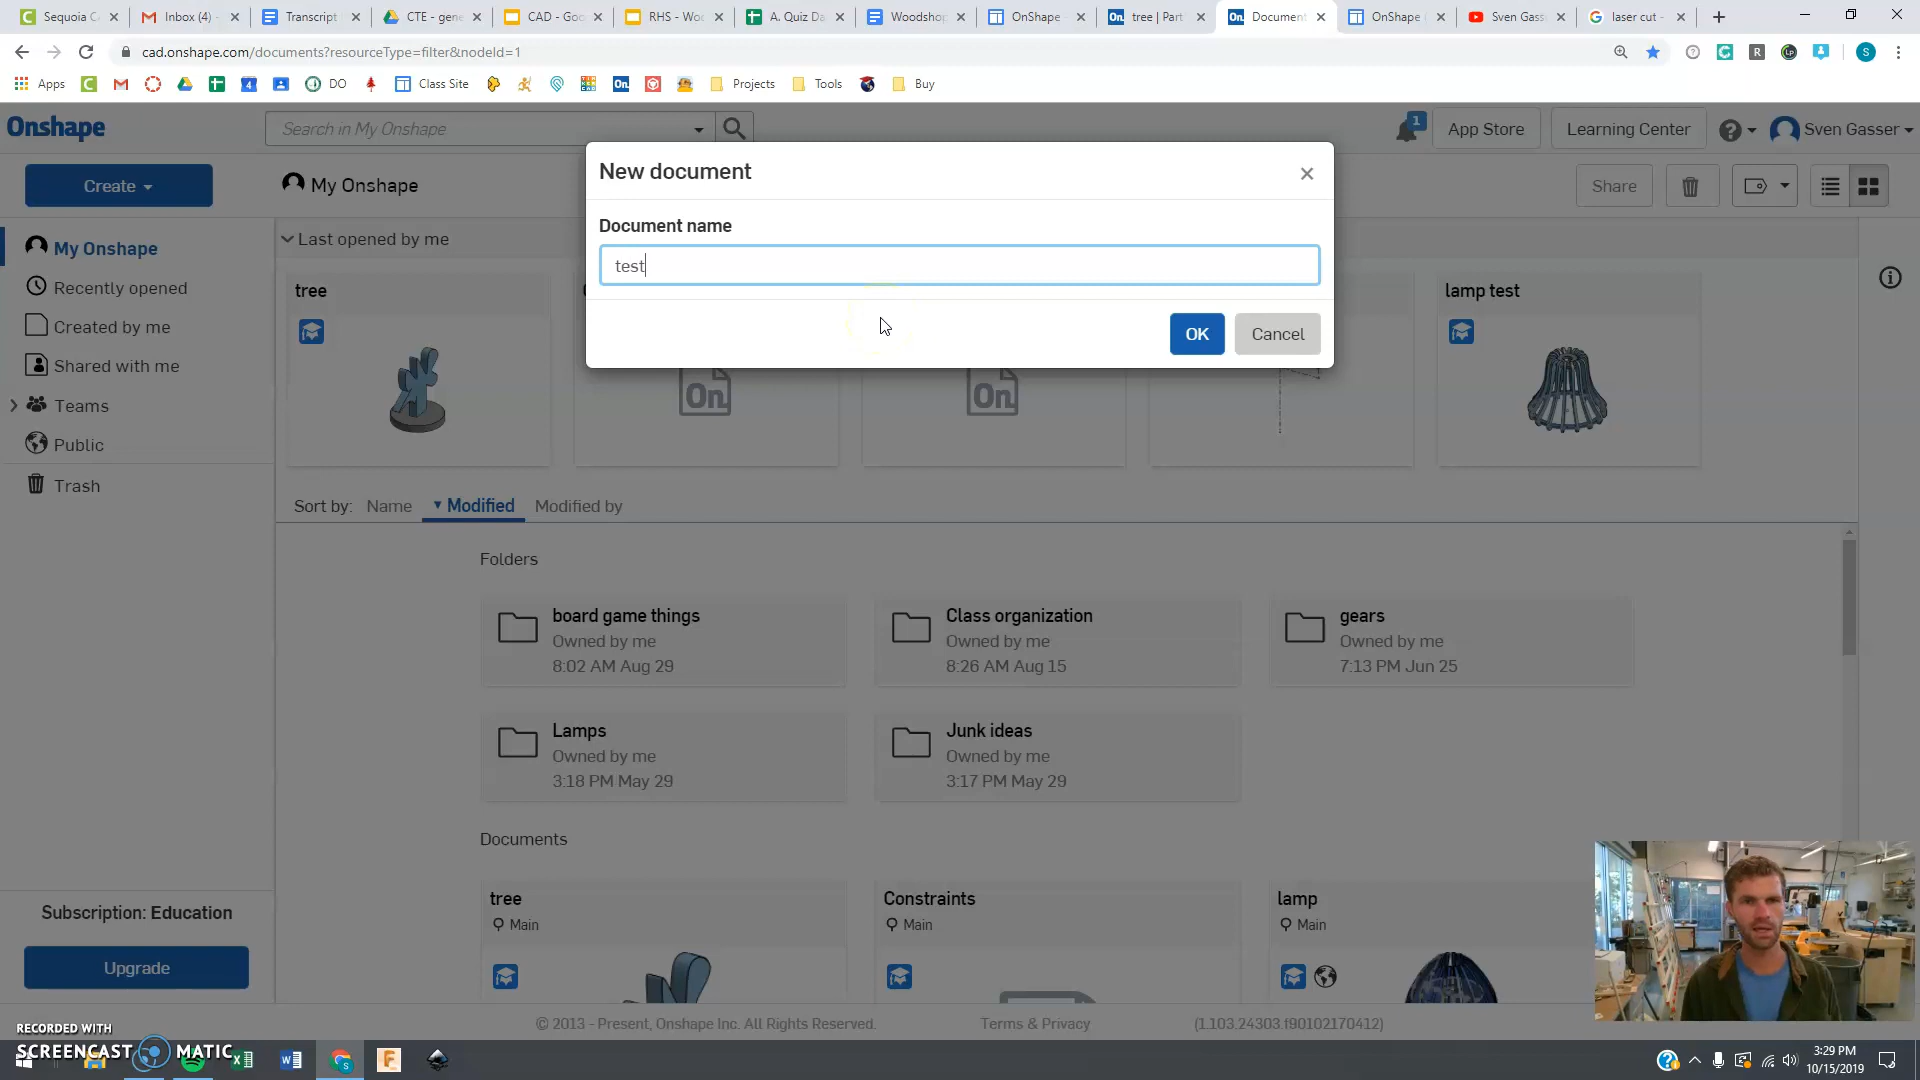 Sequoia C
Inbox (4) -
Transcript
CTE - gene
CAD - Goo
RHS - Wo
A. Quiz Da
Woodshop
OnShape -
tree | Part
Document
OnShape
Sven Gass
laser cut -
cad.onshape.com/documents?resourceType=filter&nodeId=1
Apps
DO
Class Site
Projects
Tools
Buy
Onshape
Search in My Onshape
1
App Store
Learning Center
Sven Gasser
Create
My Onshape
Share
New document
Document name
test
OK
Cancel
My Onshape
Recently opened
Created by me
Shared with me
Teams
Public
Trash
Last opened by me
tree
lamp test
Sort by:
Name
Modified
Modified by
Folders
board game things
Owned by me
8:02 AM Aug 29
Class organization
Owned by me
8:26 AM Aug 15
gears
Owned by me
7:13 PM Jun 25
Lamps
Owned by me
3:18 PM May 29
Junk ideas
Owned by me
3:17 PM May 29
Documents
tree
Main
Constraints
Main
lamp
Main
Subscription: Education
Upgrade
© 2013 - Present, Onshape Inc. All Rights Reserved.
Terms & Privacy
(1.103.24303.f90102170412)
RECORDED WITH
SCREENCAST MATIC
3:29 PM
10/15/2019